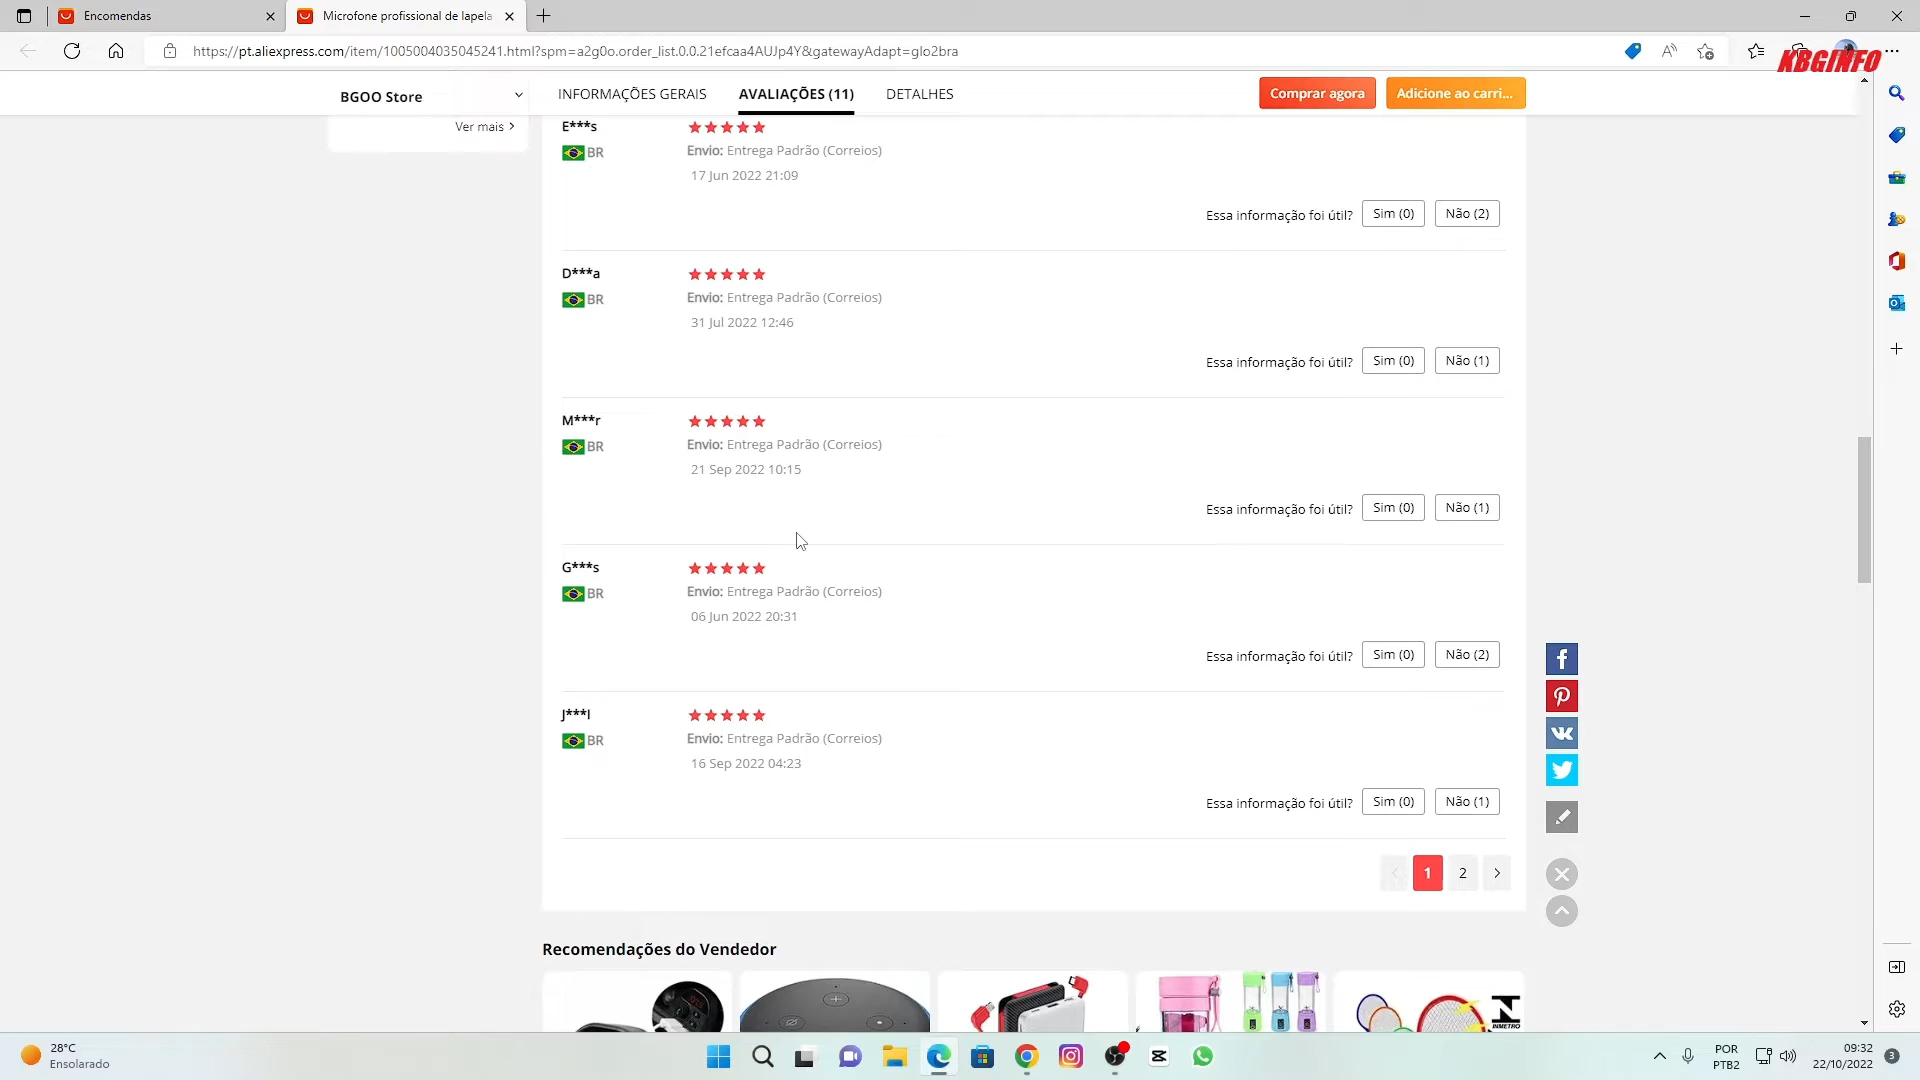 Encomendas
Microfone profissional de lapela
https://pt.aliexpress.com/item/1005004035045241.html?spm=a2g0o.order_list.0.0.21efcaa4AUJp4Y&gatewayAdapt=glo2bra
KBGINFO
BGOO Store
INFORMAÇÕES GERAIS
AVALIAÇÕES (11)
DETALHES
Comprar agora
Adicione ao carri...
Ver mais
E***s
BR
Envio: Entrega Padrão (Correios)
17 Jun 2022 21:09
Essa informação foi útil? Sim (0) Não (2)
D***a
BR
Envio: Entrega Padrão (Correios)
31 Jul 2022 12:46
Essa informação foi útil? Sim (0) Não (1)
M***r
BR
Envio: Entrega Padrão (Correios)
21 Sep 2022 10:15
Essa informação foi útil? Sim (0) Não (1)
G***s
BR
Envio: Entrega Padrão (Correios)
06 Jun 2022 20:31
Essa informação foi útil? Sim (0) Não (2)
J***l
BR
Envio: Entrega Padrão (Correios)
16 Sep 2022 04:23
Essa informação foi útil? Sim (0) Não (1)
1 2
Recomendações do Vendedor
N
INMETRO
28°C
Ensolarado
POR
PTB2
09:32
22/10/2022
3